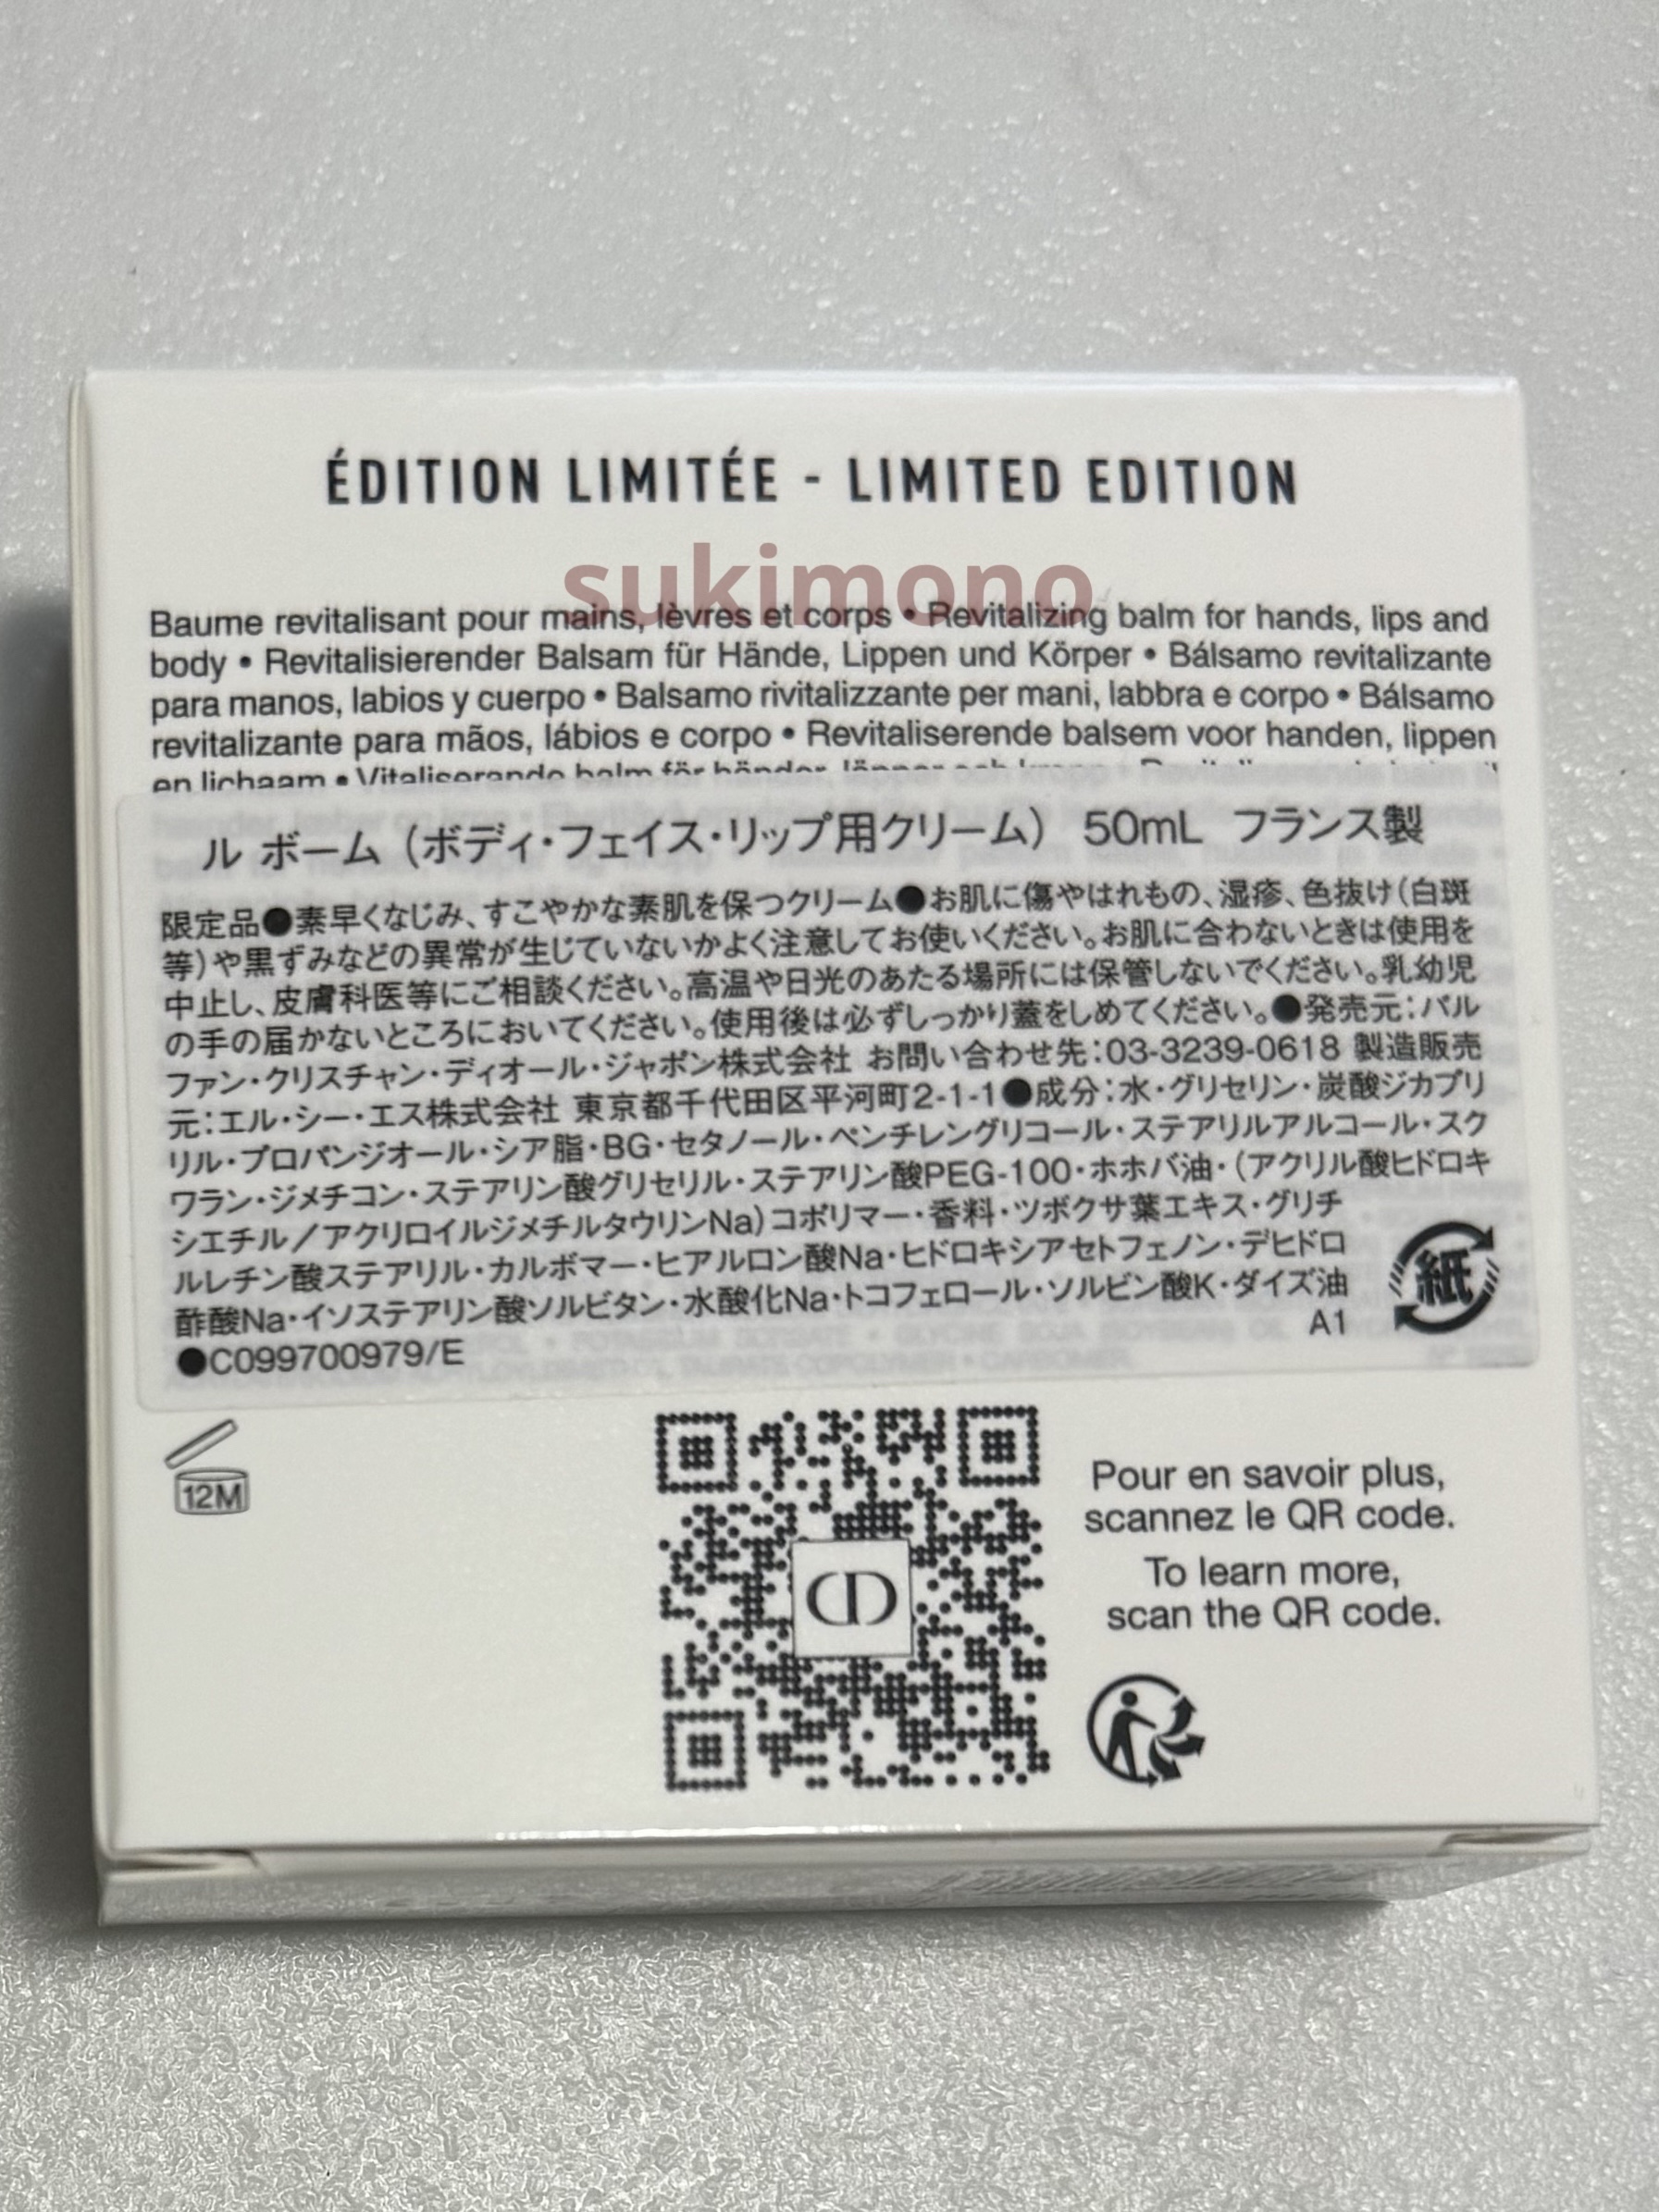 ÉDITION LIMITÉE - LIMITED EDITION
sukimono
Baume revitalisant pour mains, lèvres et corps • Revitalizing balm for hands, lips and
body • Revitalisierender Balsam für Hände, Lippen und Körper • Bálsamo revitalizante
para manos, labios y cuerpo • Balsamo rivitalizzante per mani, labbra e corpo • Bálsamo
revitalizante para mãos, lábios e corpo • Revitaliserende balsem voor handen, lippen
en lichaam • Vitaliserande balm för händer, läppar och
ル ボーム（ボディ・フェイス・リップ用クリーム） 50mL フランス製
限定品●素早くなじみ、すこやかな素肌を保つクリーム●お肌に傷やはれもの、湿疹、色抜け（白斑
等）や黒ずみなどの異常が生じていないかよく注意してお使いください。お肌に合わないときは使用を
中止し、皮膚科医等にご相談ください。高温や日光のあたる場所には保管しないでください。乳幼児
の手の届かないところにおいてください。使用後は必ずしっかり蓋をしめてください。●発売元：パル
ファン・クリスチャン・ディオール・ジャポン株式会社 お問い合わせ先：03-3239-0618 製造販売
元：エル・シー・エス株式会社 東京都千代田区平河町2-1-1●成分：水・グリセリン・炭酸ジカプリ
リル・プロパンジオール・シア脂・BG・セタノール・ペンチレングリコール・ステアリルアルコール・スク
ワラン・ジメチコン・ステアリン酸グリセリル・ステアリン酸PEG-100・ホホバ油・（アクリル酸ヒドロキ
シエチル／アクリロイルジメチルタウリンNa）コポリマー・香料・ツボクサ葉エキス・グリチ
ルレチン酸ステアリル・カルボマー・ヒアルロン酸Na・ヒドロキシアセトフェノン・デヒドロ
酢酸Na・イソステアリン酸ソルビタン・水酸化Na・トコフェロール・ソルビン酸K・ダイズ油
A1
●C099700979/E
紙
12M
CD
Pour en savoir plus,
scannez le QR code.
To learn more,
scan the QR code.